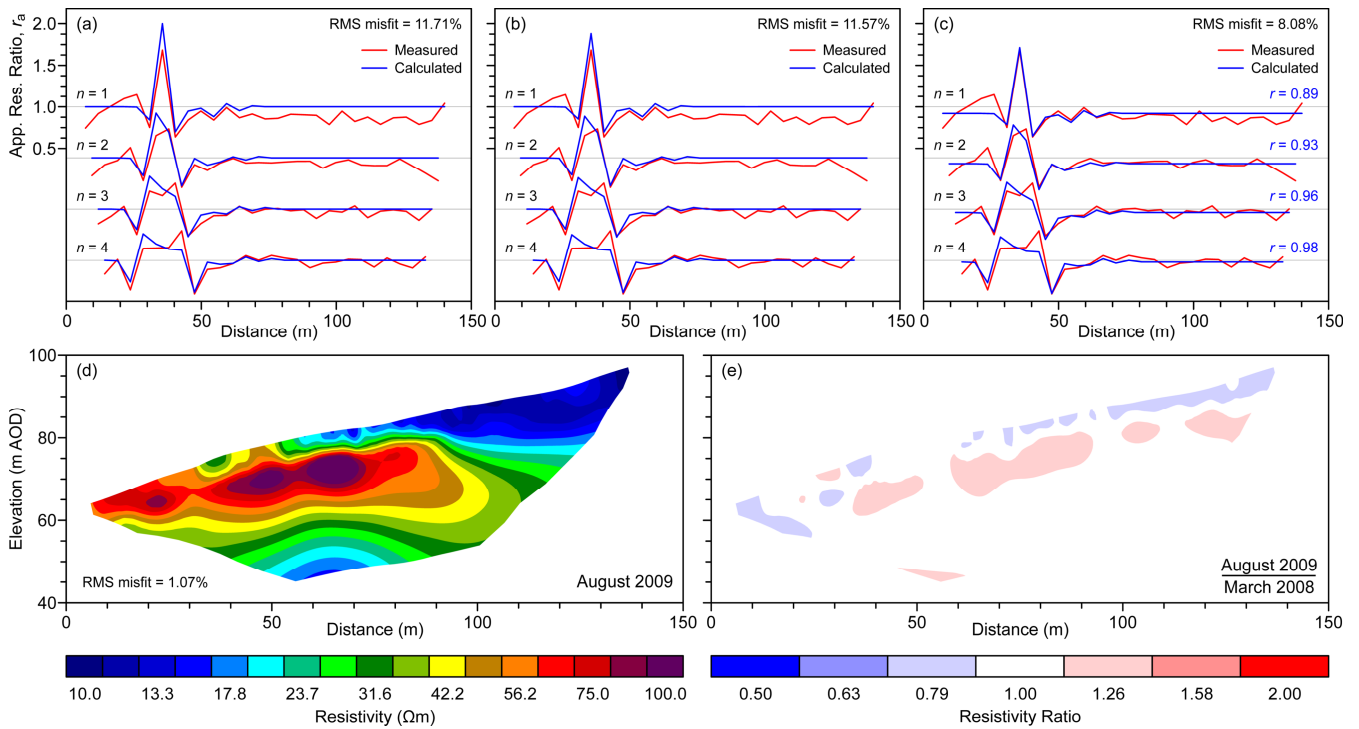 (a)
RMS misfit = 11.71%
Measured
Calculated
App. Res. Ratio, ra
2.0
1.5
1.0
0.5
n = 1
n = 2
n = 3
n = 4
0 50 100 150
Distance (m)
(b)
RMS misfit = 11.57%
Measured
Calculated
n = 1
n = 2
n = 3
n = 4
0 50 100 150
Distance (m)
(c)
RMS misfit = 8.08%
Measured
Calculated
n = 1 r = 0.89
n = 2 r = 0.93
n = 3 r = 0.96
n = 4 r = 0.98
0 50 100 150
Distance (m)
(d)
Elevation (m AOD)
100
80
60
40
RMS misfit = 1.07%
August 2009
0 50 100 150
Distance (m)
(e)
August 2009
March 2008
0 50 100 150
Distance (m)
10.0 13.3 17.8 23.7 31.6 42.2 56.2 75.0 100.0
Resistivity (Ωm)
0.50 0.63 0.79 1.00 1.26 1.58 2.00
Resistivity Ratio